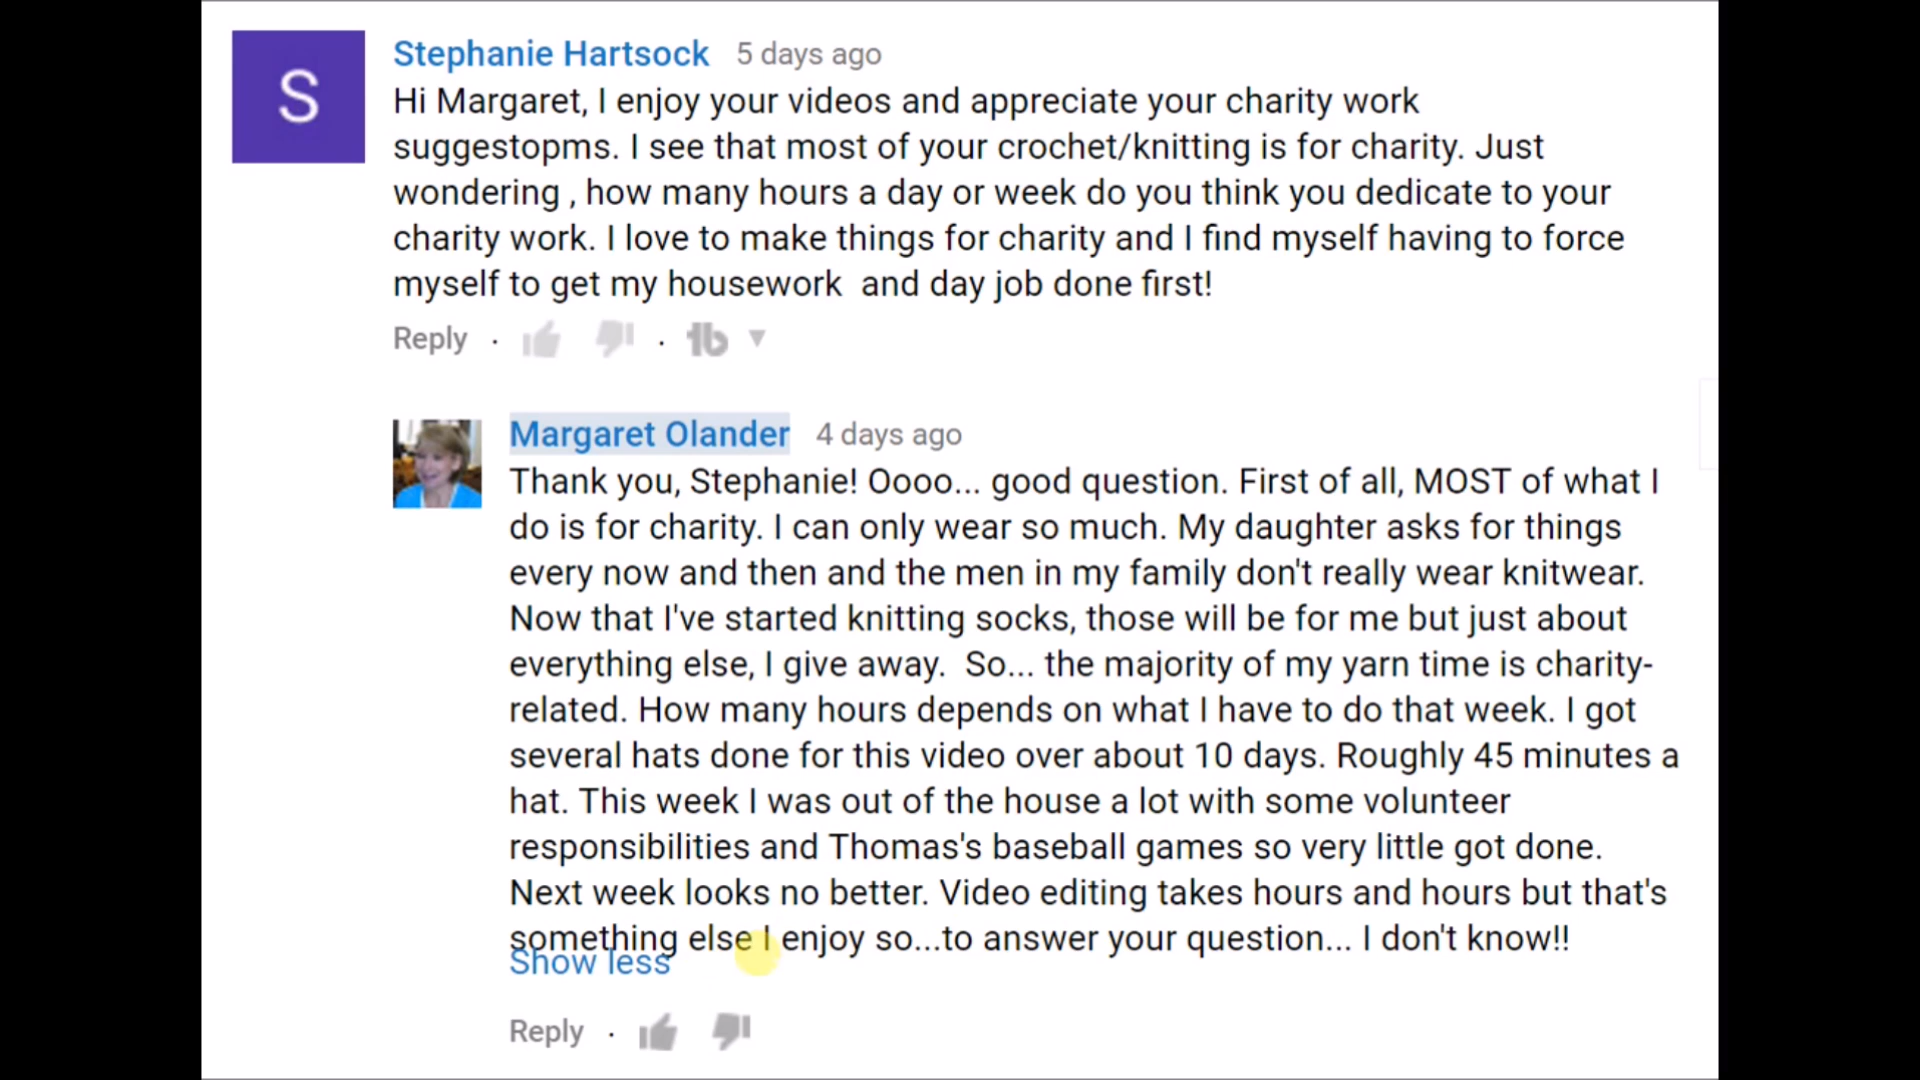 S
Stephanie Hartsock 5 days ago
Hi Margaret, I enjoy your videos and appreciate your charity work
suggestopms. I see that most of your crochet/knitting is for charity. Just
wondering , how many hours a day or week do you think you dedicate to your
charity work. I love to make things for charity and I find myself having to force
myself to get my housework  and day job done first!
Reply · · tb ▼
Margaret Olander 4 days ago
Thank you, Stephanie! Oooo... good question. First of all, MOST of what I
do is for charity. I can only wear so much. My daughter asks for things
every now and then and the men in my family don't really wear knitwear.
Now that I've started knitting socks, those will be for me but just about
everything else, I give away.  So... the majority of my yarn time is charity-
related. How many hours depends on what I have to do that week. I got
several hats done for this video over about 10 days. Roughly 45 minutes a
hat. This week I was out of the house a lot with some volunteer
responsibilities and Thomas's baseball games so very little got done.
Next week looks no better. Video editing takes hours and hours but that's
something else I enjoy so...to answer your question... I don't know!!
Show less
Reply ·